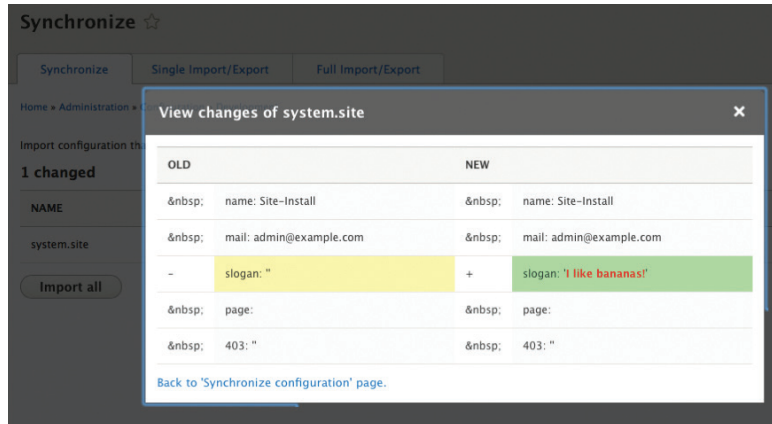 Synchronize
Synchronize Single Import/Export Full Import/Export
Home » Administration »
View changes of system.site ×
Import configuration
1 changed
OLD NEW
NAME
&nbsp; name: Site-Install &nbsp; name: Site-Install
&nbsp; mail: admin@example.com &nbsp; mail: admin@example.com
system.site
- slogan: '' + slogan: 'I like bananas!'
Import all
&nbsp; page: &nbsp; page:
&nbsp; 403: '' &nbsp; 403: ''
Back to 'Synchronize configuration' page.